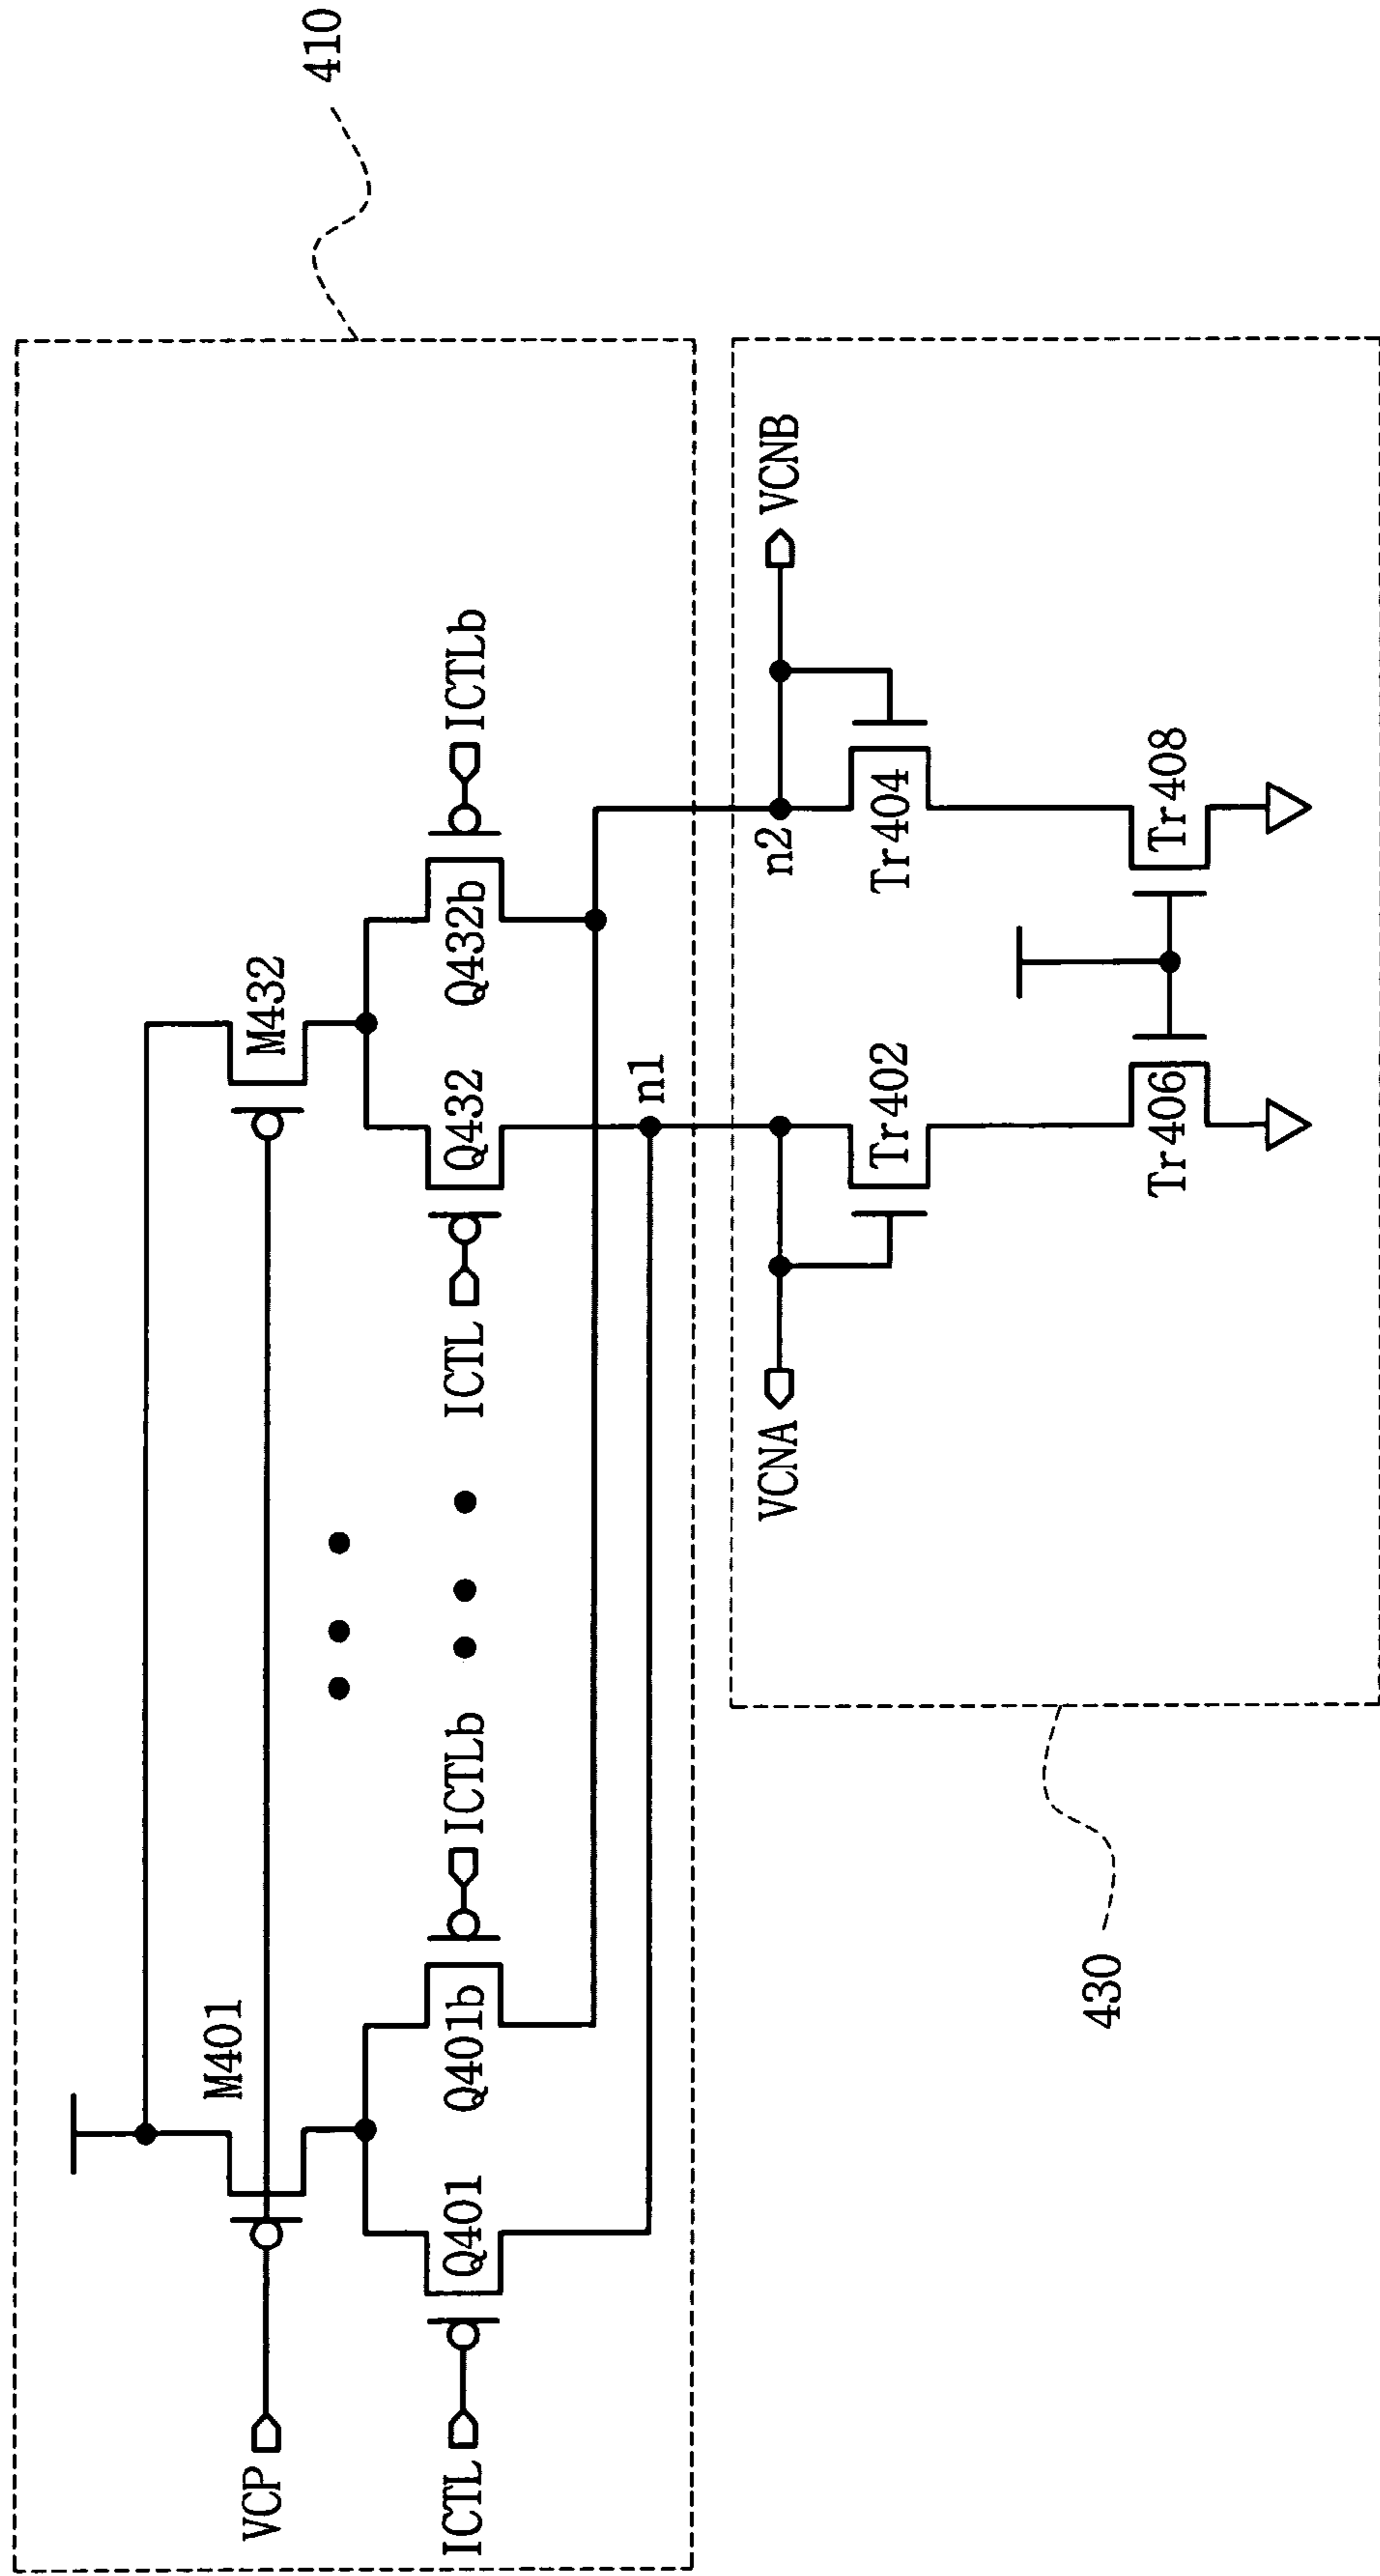 410
VCP
M401
M432
ICTL
Q401
Q401b
ICTLb
ICTL
Q432
Q432b
ICTLb
n1
n2
VCNA
VCNB
Tr402
Tr404
Tr406
Tr408
430